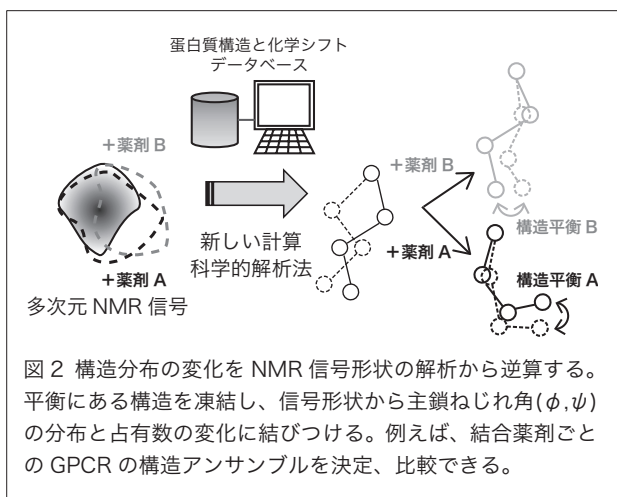 蛋白質構造と化学シフト
データベース
+薬剤 B
+薬剤 A
多次元 NMR 信号
新しい計算
科学的解析法
+薬剤 B
+薬剤 A
構造平衡 B
構造平衡 A
図 2 構造分布の変化を NMR 信号形状の解析から逆算する。
平衡にある構造を凍結し、信号形状から主鎖ねじれ角(φ,ψ)
の分布と占有数の変化に結びつける。例えば、結合薬剤ごと
の GPCR の構造アンサンブルを決定、比較できる。